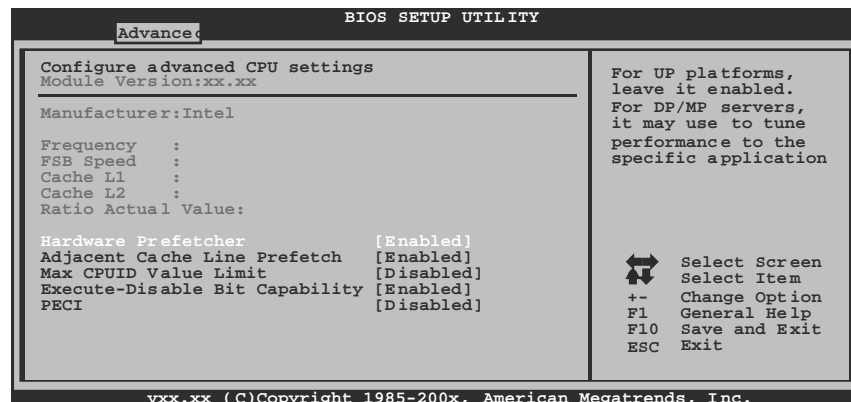 BIOS SETUP UTILITY
Advanced
Configure advanced CPU settings
Module Version:xx.xx
Manufacturer:Intel
Frequency :
FSB Speed :
Cache L1 :
Cache L2 :
Ratio Actual Value:
Hardware Prefetcher [Enabled]
Adjacent Cache Line Prefetch [Enabled]
Max CPUID Value Limit [Disabled]
Execute-Disable Bit Capability [Enabled]
PECI [Disabled]
For UP platforms,
leave it enabled.
For DP/MP servers,
it may use to tune
performance to the
specific application
Select Screen
Select Item
+- Change Option
F1 General Help
F10 Save and Exit
ESC Exit
vxx.xx (C)Copyright 1985-200x, American Megatrends, Inc.